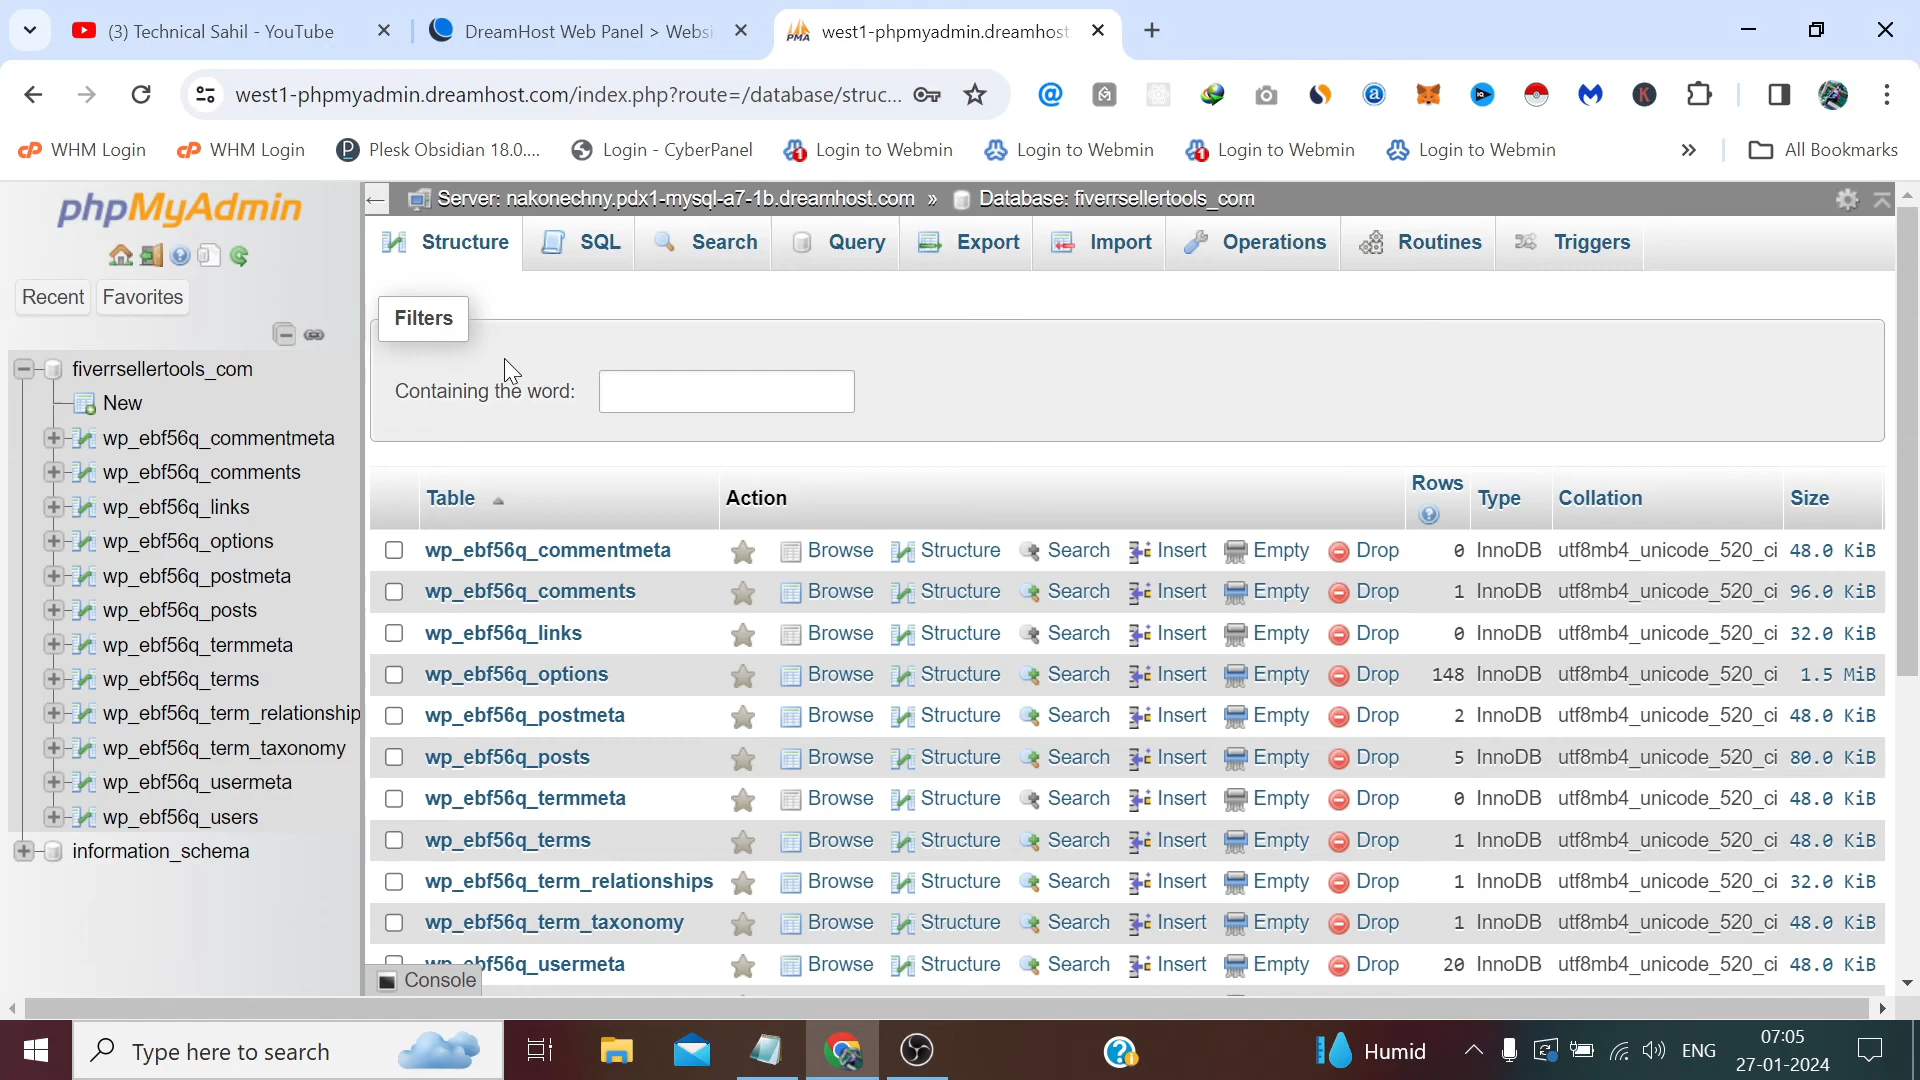 (3) Technical Sahil - YouTube
DreamHost Web Panel > Websi
PMA
west1-phpmyadmin.dreamhost.
west1-phpmyadmin.dreamhost.com/index.php?route=/database/struc...
WHM Login
WHM Login
Plesk Obsidian 18.0....
Login - CyberPanel
Login to Webmin
Login to Webmin
Login to Webmin
Login to Webmin
»
All Bookmarks
phpMyAdmin
Recent
Favorites
fiverrsellertools_com
New
wp_ebf56q_commentmeta
wp_ebf56q_comments
wp_ebf56q_links
wp_ebf56q_options
wp_ebf56q_postmeta
wp_ebf56q_posts
wp_ebf56q_termmeta
wp_ebf56q_terms
wp_ebf56q_term_relationship
wp_ebf56q_term_taxonomy
wp_ebf56q_usermeta
wp_ebf56q_users
information_schema
Server: nakonechny.pdx1-mysql-a7-1b.dreamhost.com » Database: fiverrsellertools_com
Structure SQL Search Query Export Import Operations Routines Triggers
Filters
Containing the word:
Table Action Rows Type Collation Size
wp_ebf56q_commentmeta Browse Structure Search Insert Empty Drop 0 InnoDB utf8mb4_unicode_520_ci 48.0 KiB
wp_ebf56q_comments Browse Structure Search Insert Empty Drop 1 InnoDB utf8mb4_unicode_520_ci 96.0 KiB
wp_ebf56q_links Browse Structure Search Insert Empty Drop 0 InnoDB utf8mb4_unicode_520_ci 32.0 KiB
wp_ebf56q_options Browse Structure Search Insert Empty Drop 148 InnoDB utf8mb4_unicode_520_ci 1.5 MiB
wp_ebf56q_postmeta Browse Structure Search Insert Empty Drop 2 InnoDB utf8mb4_unicode_520_ci 48.0 KiB
wp_ebf56q_posts Browse Structure Search Insert Empty Drop 5 InnoDB utf8mb4_unicode_520_ci 80.0 KiB
wp_ebf56q_termmeta Browse Structure Search Insert Empty Drop 0 InnoDB utf8mb4_unicode_520_ci 48.0 KiB
wp_ebf56q_terms Browse Structure Search Insert Empty Drop 1 InnoDB utf8mb4_unicode_520_ci 48.0 KiB
wp_ebf56q_term_relationships Browse Structure Search Insert Empty Drop 1 InnoDB utf8mb4_unicode_520_ci 32.0 KiB
wp_ebf56q_term_taxonomy Browse Structure Search Insert Empty Drop 1 InnoDB utf8mb4_unicode_520_ci 48.0 KiB
wp_ebf56q_usermeta Browse Structure Search Insert Empty Drop 20 InnoDB utf8mb4_unicode_520_ci 48.0 KiB
Console
Type here to search
Humid
ENG
07:05
27-01-2024